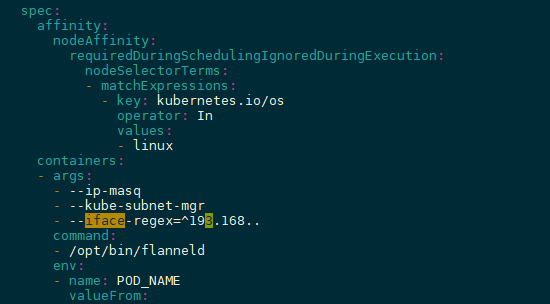 spec:
affinity:
nodeAffinity:
requiredDuringSchedulingIgnoredDuringExecution:
nodeSelectorTerms:
- matchExpressions:
- key: kubernetes.io/os
operator: In
values:
- linux
containers:
- args:
- --ip-masq
- --kube-subnet-mgr
- --iface-regex=^193.168..
command:
- /opt/bin/flanneld
env:
- name: POD_NAME
valueFrom: